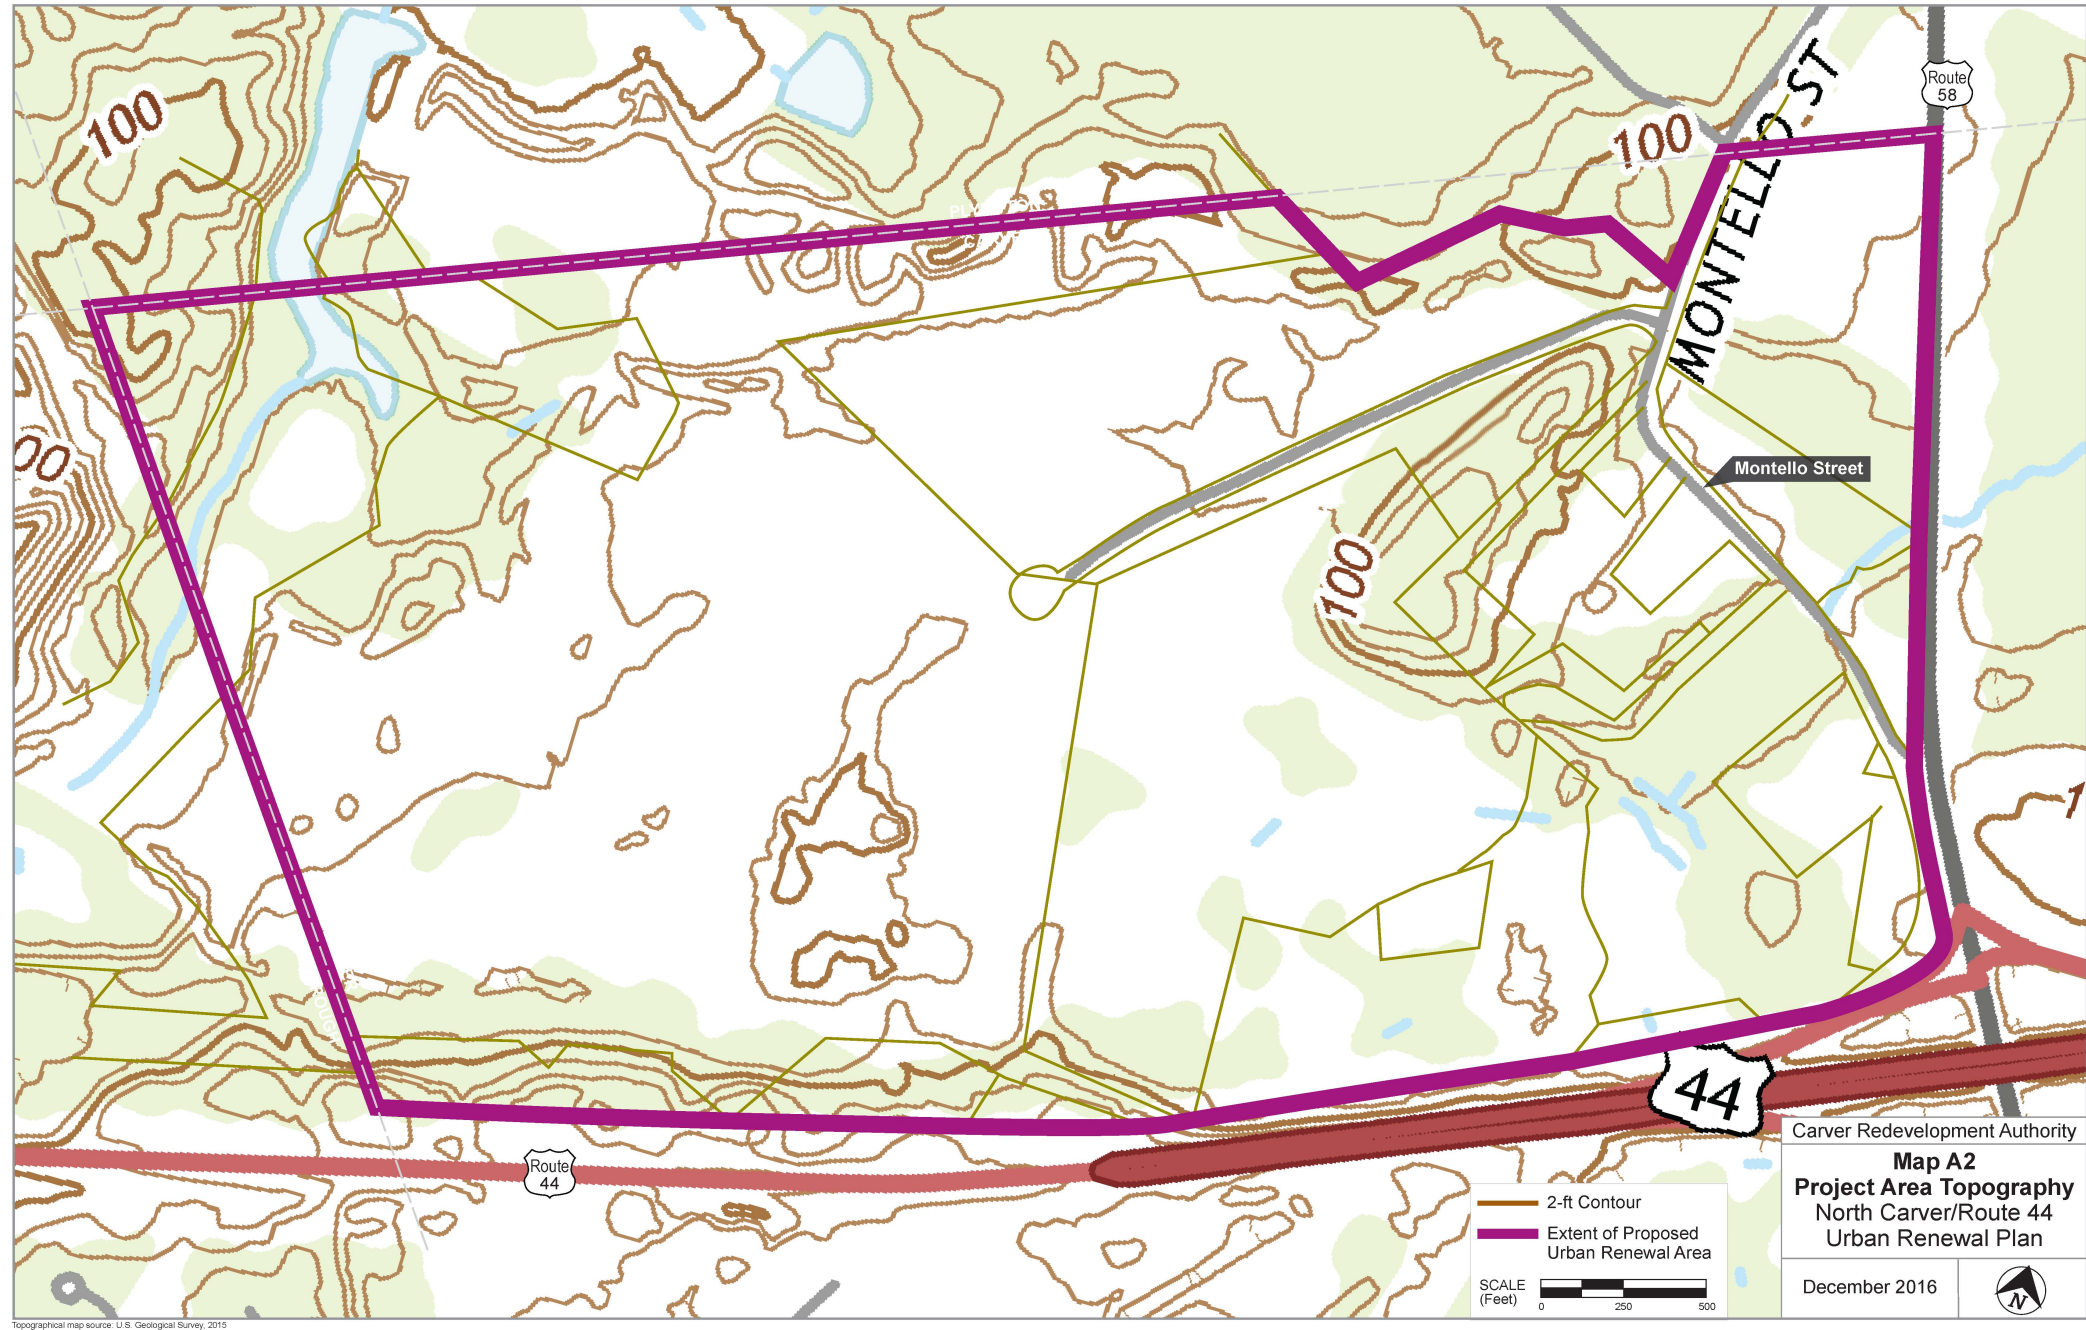 100
MONTELLO ST
Route
58
100
00
Montello Street
100
1
44
Route
44
2-ft Contour
Extent of Proposed
Urban Renewal Area
SCALE
(Feet)
0 250 500
Carver Redevelopment Authority
Map A2
Project Area Topography
North Carver/Route 44
Urban Renewal Plan
December 2016
N
Topographical map source: U.S. Geological Survey, 2015